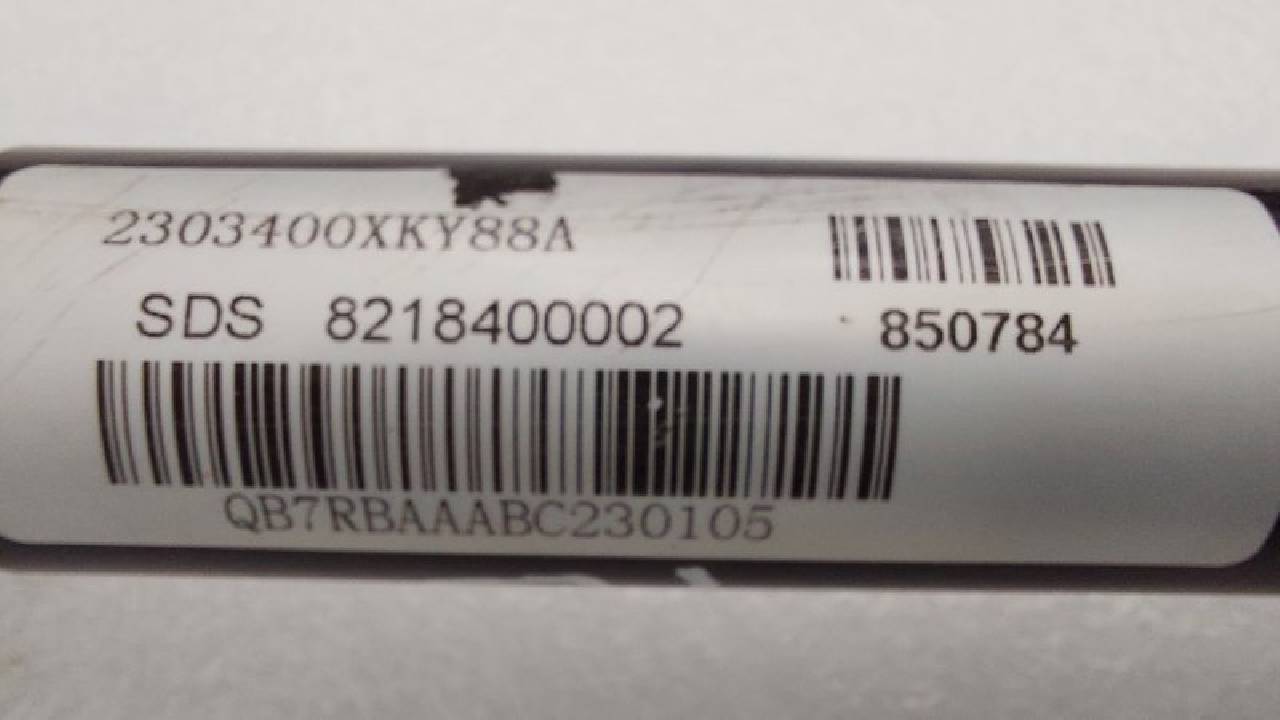 2303400XKY88A
SDS 8218400002
850784
QB7RBAAABC230105